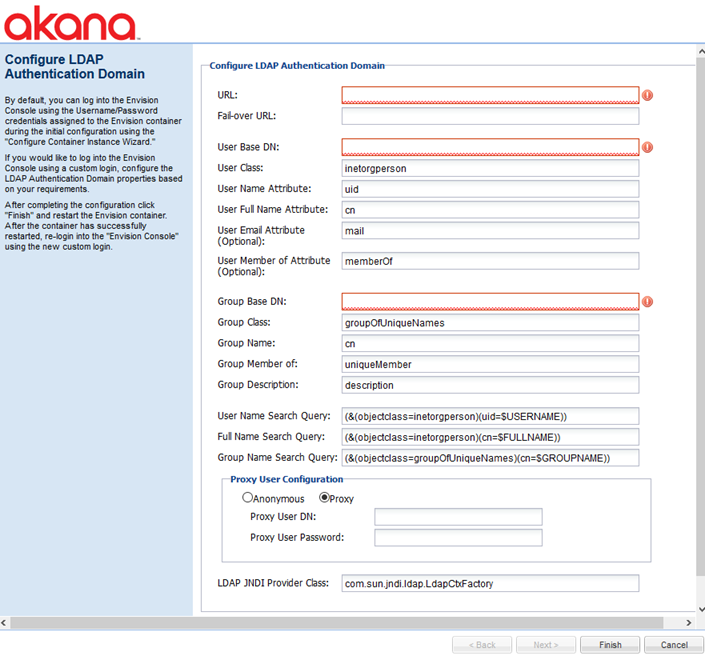 akana
Configure LDAP
Authentication Domain
By default, you can log into the Envision
Console using the Username/Password
credentials assigned to the Envision container
during the initial configuration using the
"Configure Container Instance Wizard."
If you would like to log into the Envision
Console using a custom login, configure the
LDAP Authentication Domain properties based
on your requirements.
After completing the configuration click
"Finish" and restart the Envision container.
After the container has successfully
restarted, re-login into the "Envision Console"
using the new custom login.
Configure LDAP Authentication Domain
URL:
Fail-over URL:
User Base DN:
User Class: inetorgperson
User Name Attribute: uid
User Full Name Attribute: cn
User Email Attribute
(Optional): mail
User Member of Attribute
(Optional): memberOf
Group Base DN:
Group Class: groupOfUniqueNames
Group Name: cn
Group Member of: uniqueMember
Group Description: description
User Name Search Query: (&(objectclass=inetorgperson)(uid=$USERNAME))
Full Name Search Query: (&(objectclass=inetorgperson)(cn=$FULLNAME))
Group Name Search Query: (&(objectclass=groupOfUniqueNames)(cn=$GROUPNAME))
Proxy User Configuration
Anonymous Proxy
Proxy User DN:
Proxy User Password:
LDAP JNDI Provider Class: com.sun.jndi.ldap.LdapCtxFactory
< Back Next > Finish Cancel